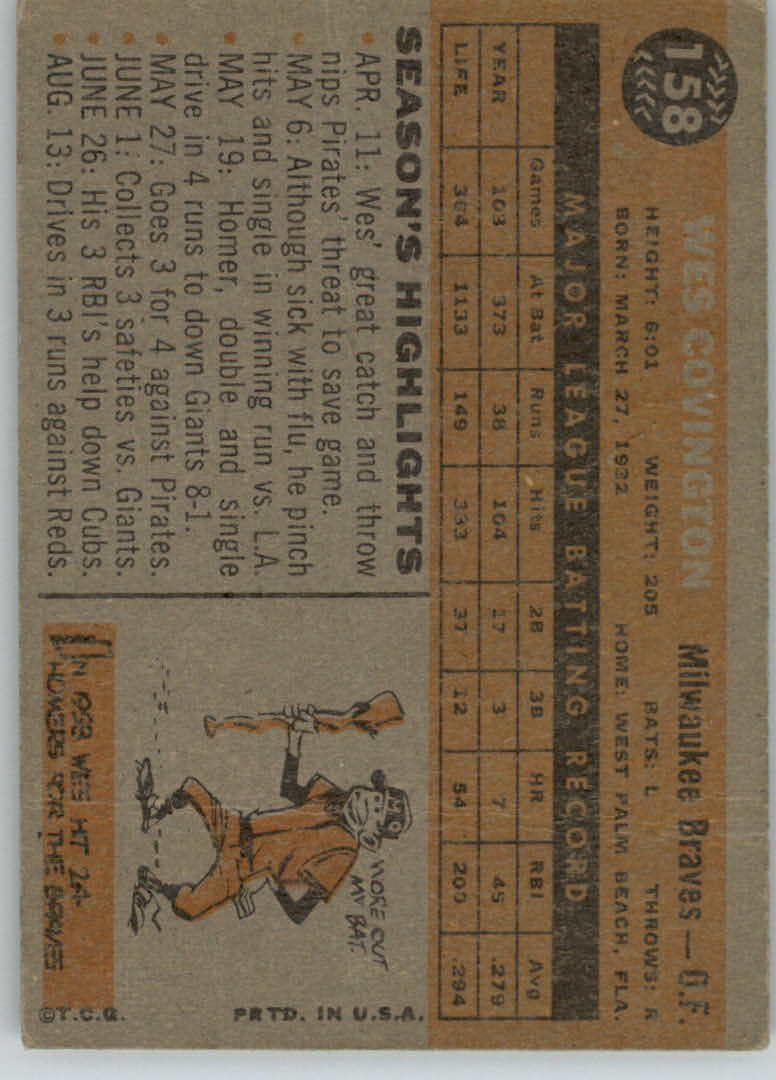 158
WES COVINGTON
Milwaukee Braves—O.F.
HEIGHT: 6:01 WEIGHT: 205 BATS: L THROWS: R
BORN: MARCH 27, 1932 HOME: WEST PALM BEACH, FLA.
MAJOR LEAGUE BATTING RECORD
Games At Bat Runs Hits 2B 3B HR RBI Avg
YEAR 103 373 38 104 17 3 7 45 .279
LIFE 304 1133 149 333 37 12 54 200 .294
SEASON'S HIGHLIGHTS
• APR. 11: Wes' great catch and throw
nips Pirates' threat to save game.
• MAY 6: Although sick with flu, he pinch
hits and single in winning run vs. L.A.
• MAY 19: Homer, double and single
drive in 4 runs to down Giants 8-1.
• MAY 27: Goes 3 for 4 against Pirates.
• JUNE 1: Collects 3 safeties vs. Giants.
• JUNE 26: His 3 RBI's help down Cubs.
• AUG. 13: Drives in 3 runs against Reds.
I WORE OUT
MY BAT.
M
IN 1958 WES HIT 24
HOMERS FOR THE BRAVES
©T.C.G. PRTD. IN U.S.A.